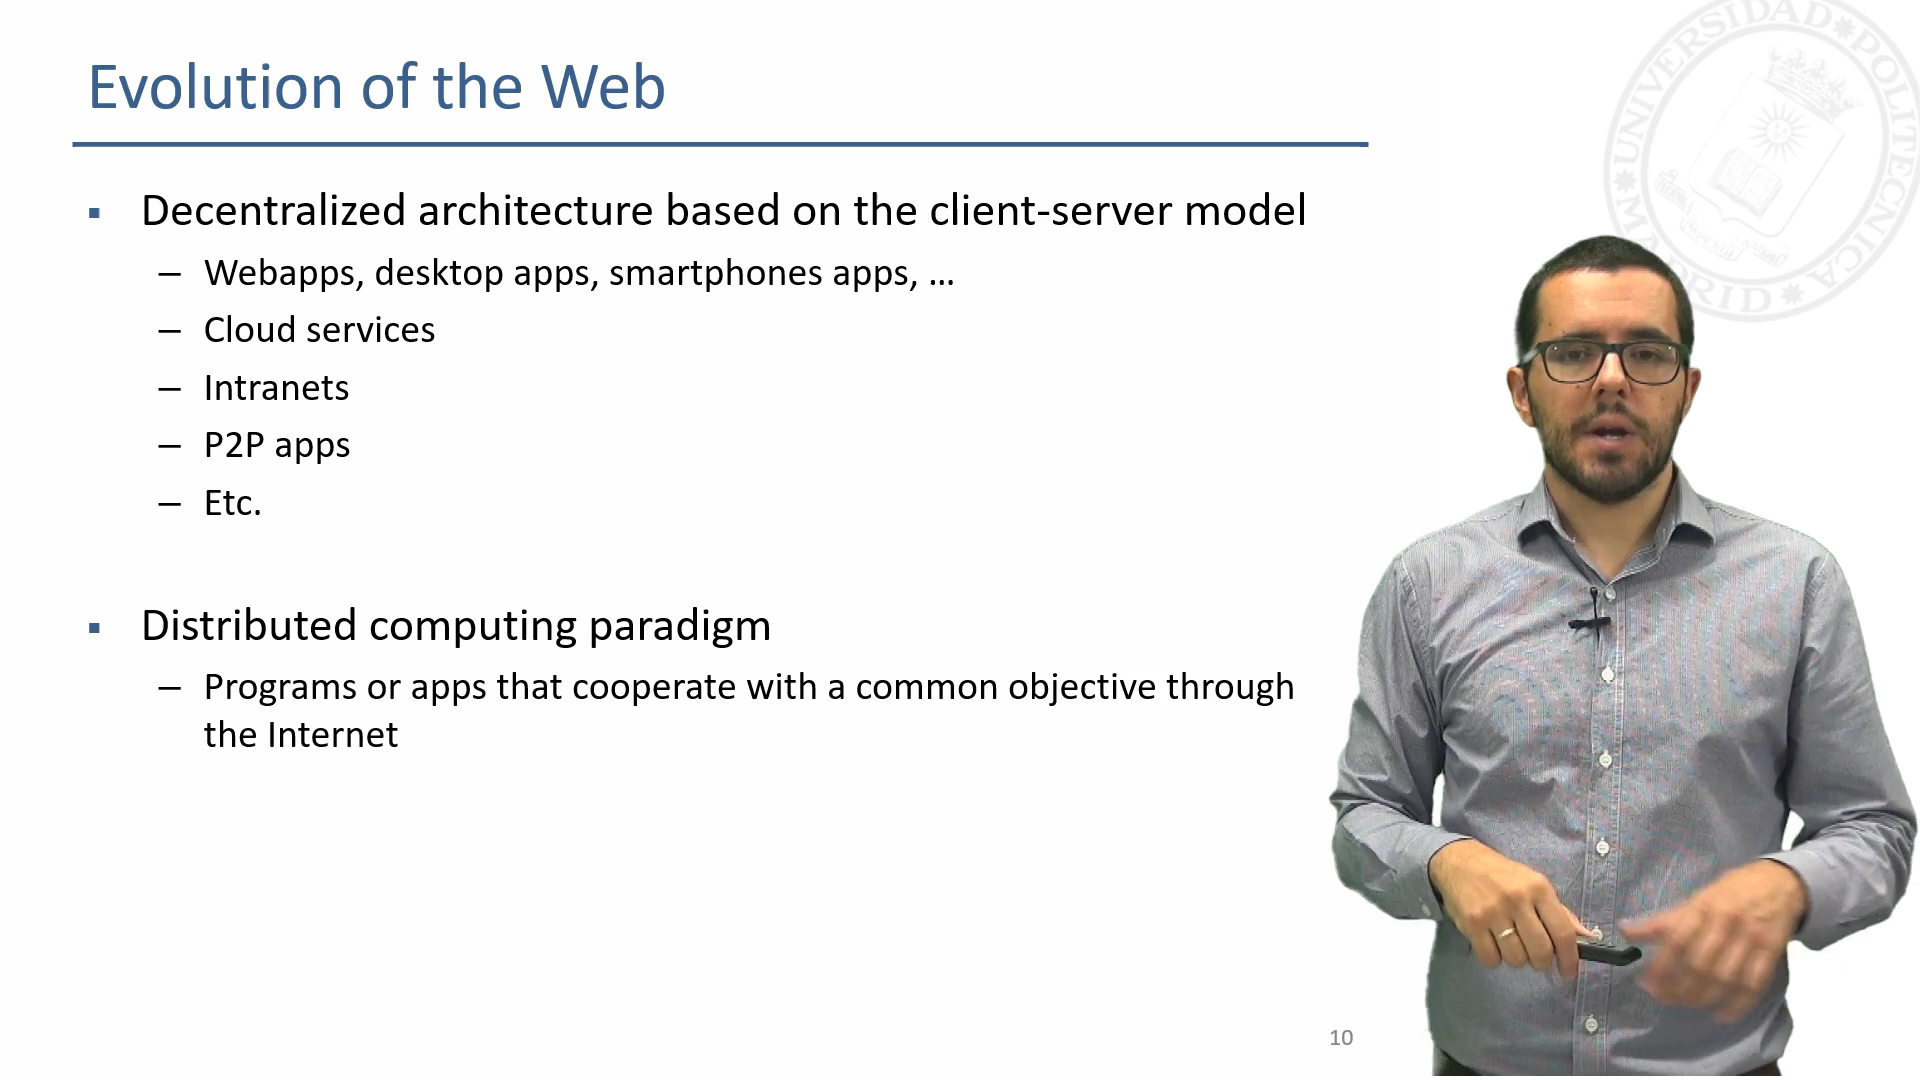 Evolution of the Web
▪ Decentralized architecture based on the client-server model
– Webapps, desktop apps, smartphones apps, ...
– Cloud services
– Intranets
– P2P apps
– Etc.
▪ Distributed computing paradigm
– Programs or apps that cooperate with a common objective through
the Internet
10
UNIVERSIDAD POLITECNICA